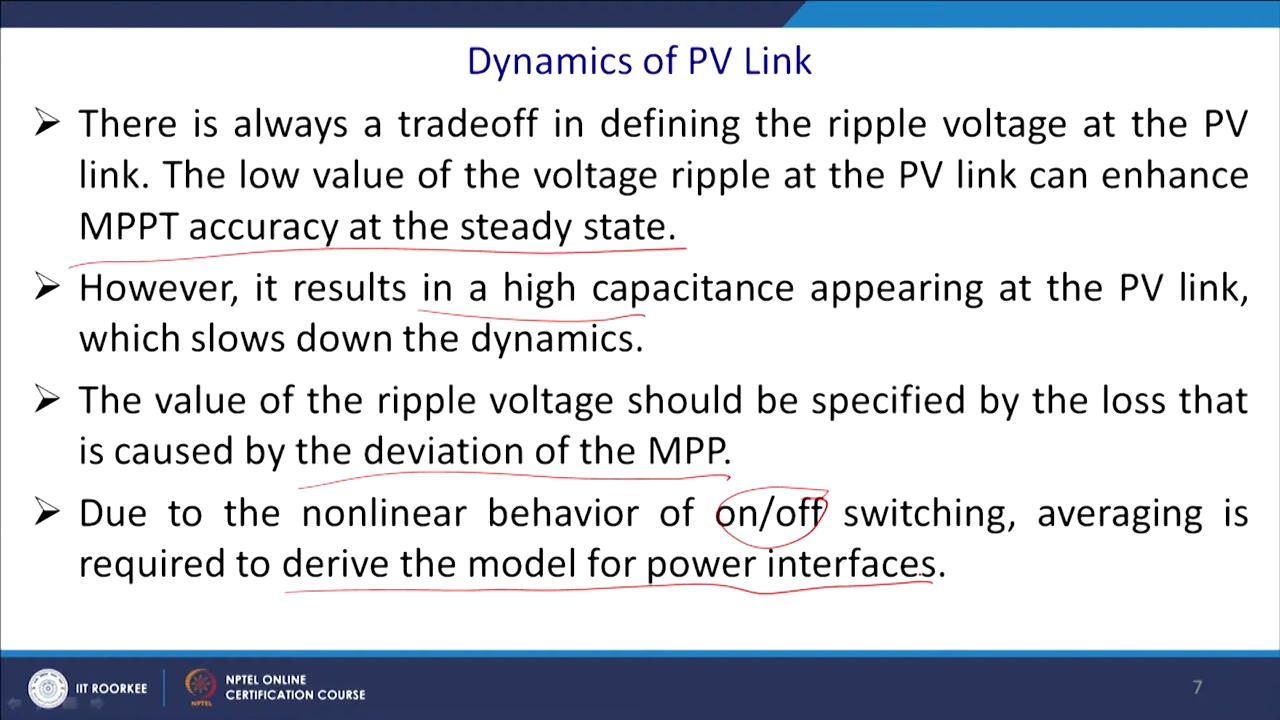 Dynamics of PV Link
➢ There is always a tradeoff in defining the ripple voltage at the PV
link. The low value of the voltage ripple at the PV link can enhance
MPPT accuracy at the steady state.
➢ However, it results in a high capacitance appearing at the PV link,
which slows down the dynamics.
➢ The value of the ripple voltage should be specified by the loss that
is caused by the deviation of the MPP.
➢ Due to the nonlinear behavior of on/off switching, averaging is
required to derive the model for power interfaces.
IIT ROORKEE
NPTEL
NPTEL ONLINE
CERTIFICATION COURSE
7